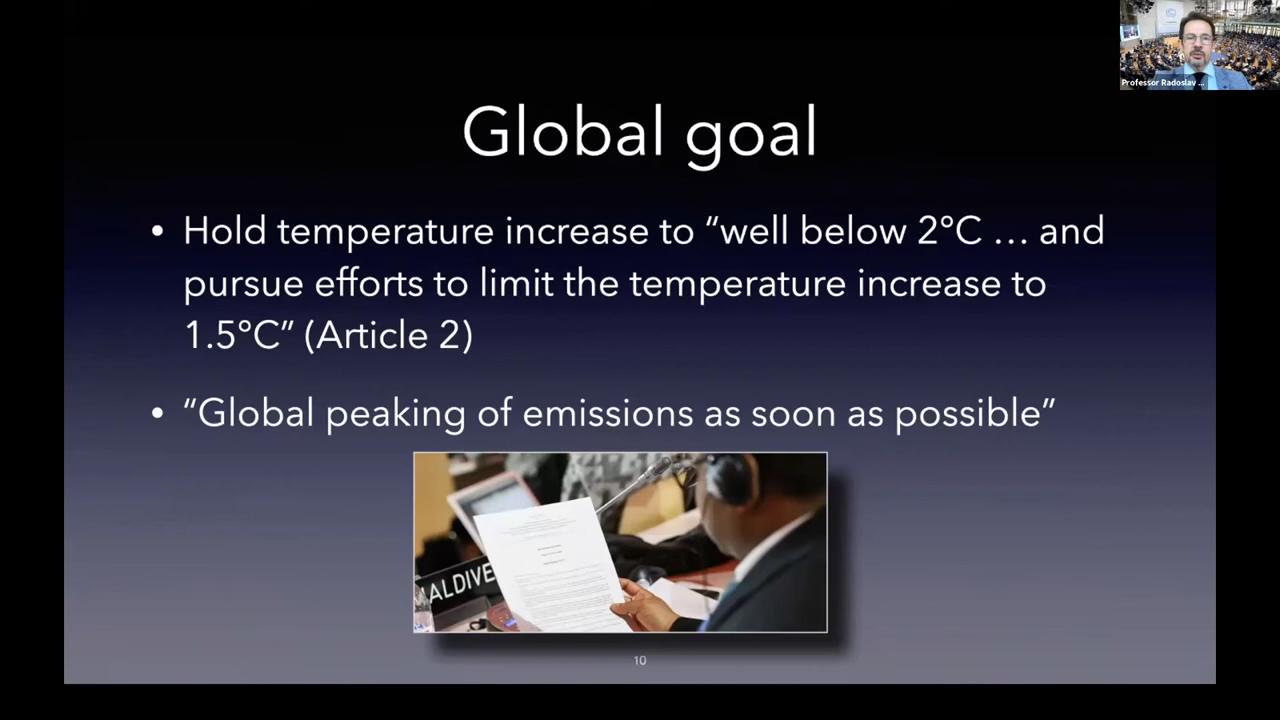 Professor Radoslav ...
Global goal
• Hold temperature increase to “well below 2°C … and
pursue efforts to limit the temperature increase to
1.5°C” (Article 2)
• “Global peaking of emissions as soon as possible”
MALDIVE
10